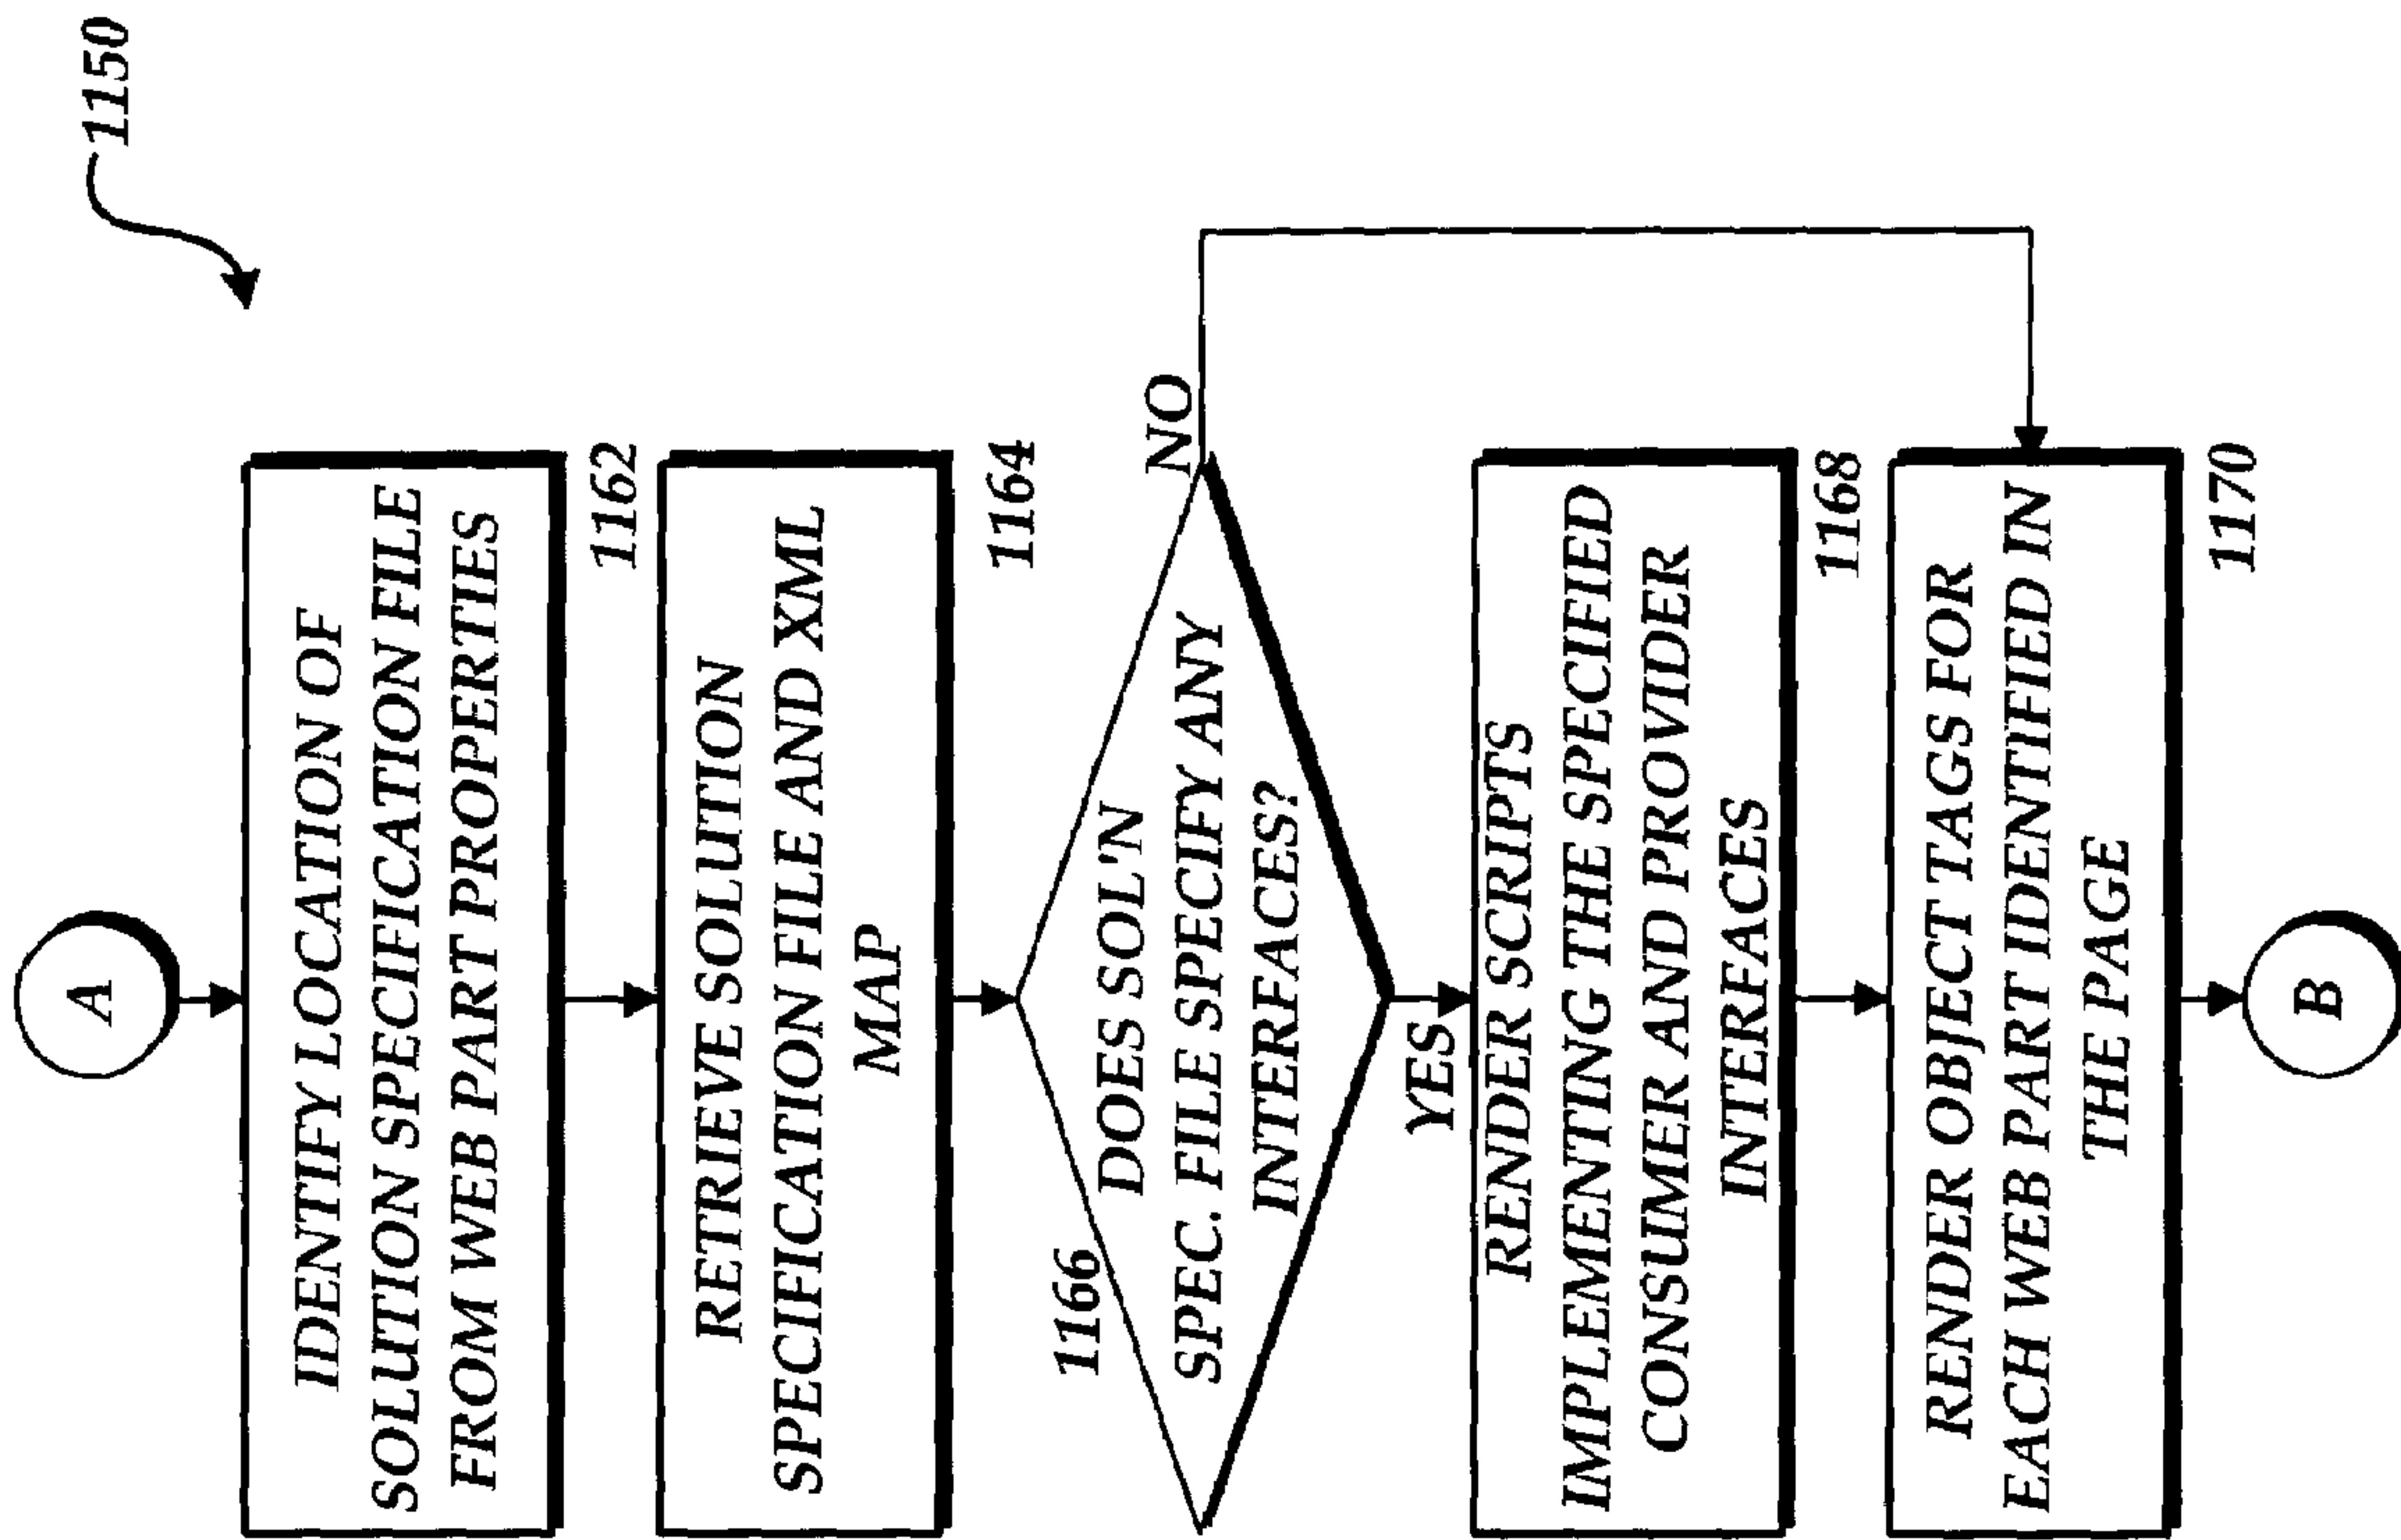 1150
A
IDENTIFY LOCATION OF
SOLUTION SPECIFICATION FILE
FROM WEB PART PROPERTIES
1162
RETRIEVE SOLUTION
SPECIFICATION FILE AND XML
MAP
1164
1166
DOES SOL'N
SPEC. FILE SPECIFY ANY
INTERFACES?
NO
YES
RENDER SCRIPTS
IMPLEMENTING THE SPECIFIED
CONSUMER AND PROVIDER
INTERFACES
1168
RENDER OBJECT TAGS FOR
EACH WEB PART IDENTIFIED IN
THE PAGE
1170
B